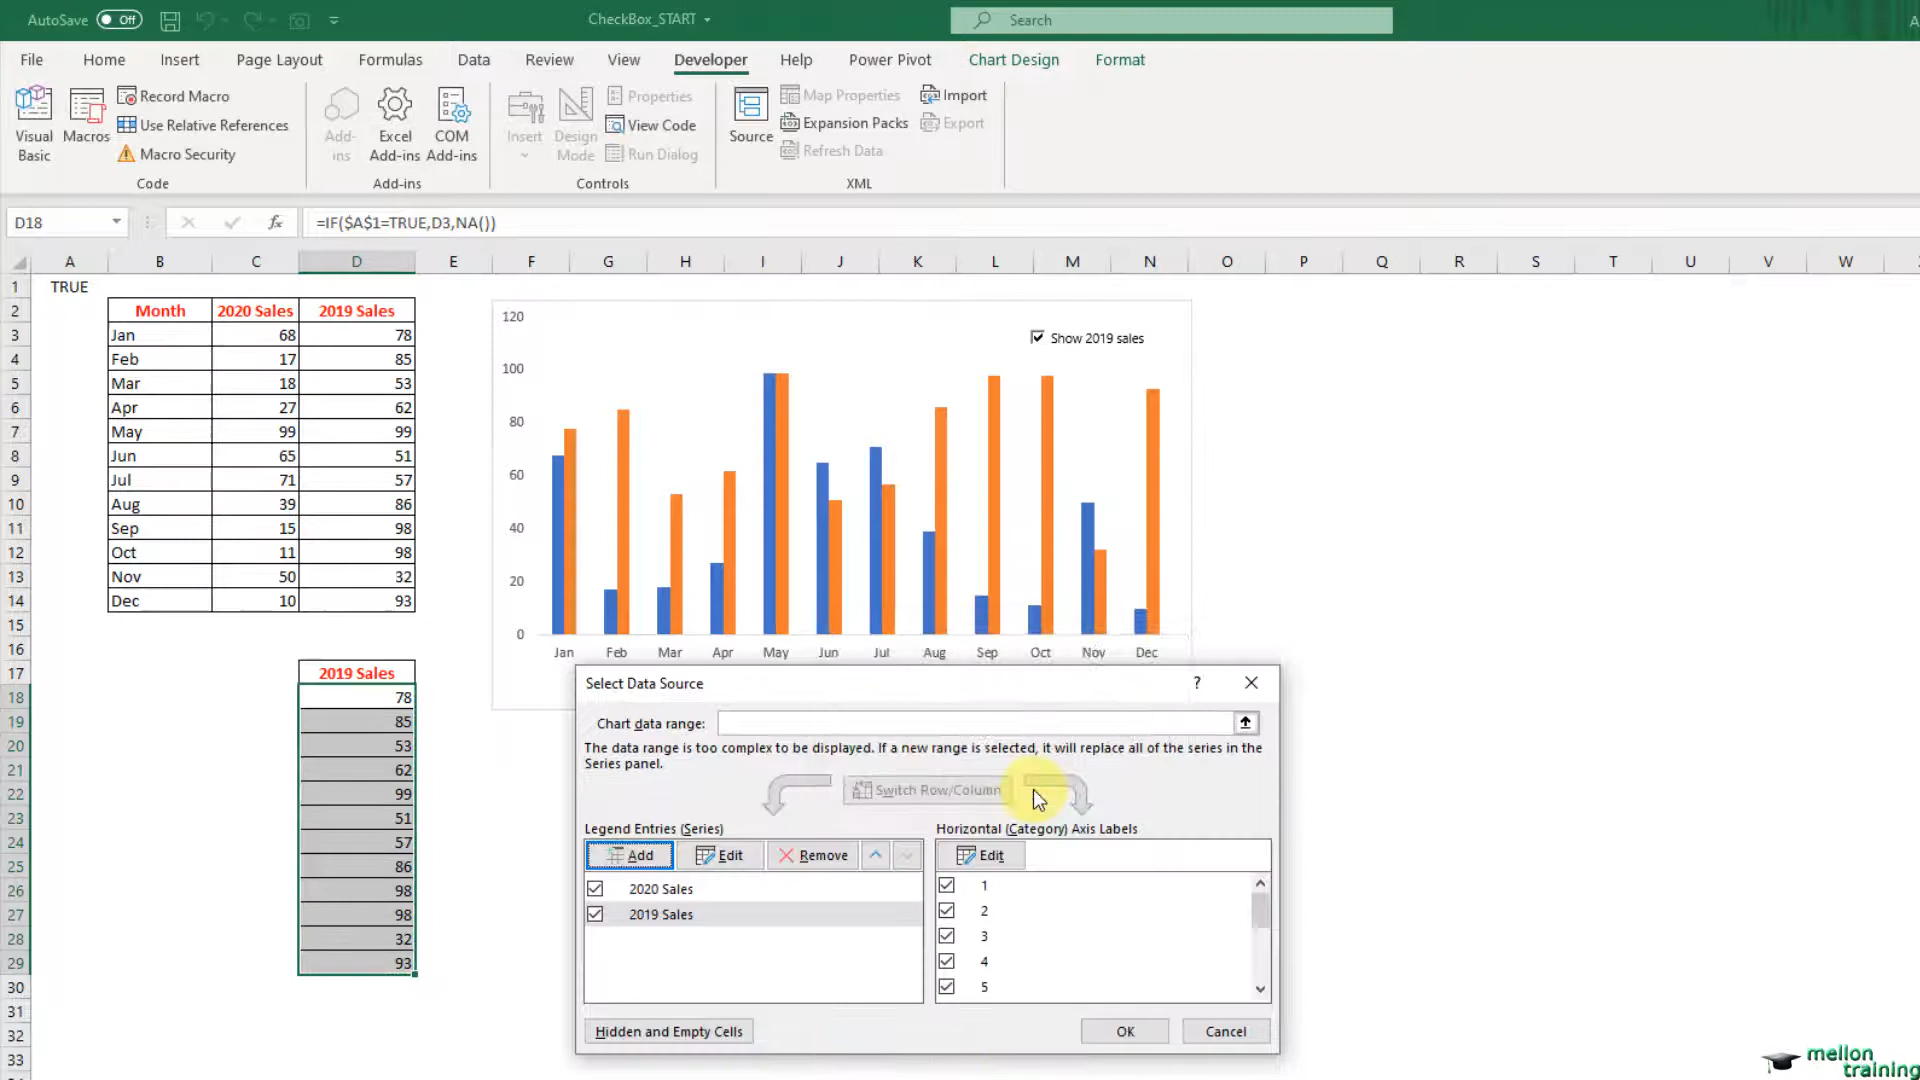 AutoSave Off CheckBox_START Search
File Home Insert Page Layout Formulas Data Review View Developer Help Power Pivot Chart Design Format
Visual Basic
Macros
Record Macro
Use Relative References
Macro Security
Code
Add-ins
Excel Add-ins
COM Add-ins
Add-ins
Insert
Design Mode
Properties
View Code
Run Dialog
Controls
Source
Map Properties
Expansion Packs
Refresh Data
Import
Export
XML
D18 fx =IF($A$1=TRUE,D3,NA())
A B C D E F G H I J K L M N O P Q R S T U V W
1 TRUE
2 Month 2020 Sales 2019 Sales
3 Jan 68 78
4 Feb 17 85
5 Mar 18 53
6 Apr 27 62
7 May 99 99
8 Jun 65 51
9 Jul 71 57
10 Aug 39 86
11 Sep 15 98
12 Oct 11 98
13 Nov 50 32
14 Dec 10 93
15
16
17 2019 Sales
18 78
19 85
20 53
21 62
22 99
23 51
24 57
25 86
26 98
27 98
28 32
29 93
30
31
32
33
120
100
80
60
40
20
0
Show 2019 sales
Jan Feb Mar Apr May Jun Jul Aug Sep Oct Nov Dec
Select Data Source ?
Chart data range:
The data range is too complex to be displayed. If a new range is selected, it will replace all of the series in the
Series panel.
Switch Row/Column
Legend Entries (Series)
Add Edit Remove
2020 Sales
2019 Sales
Horizontal (Category) Axis Labels
Edit
1
2
3
4
5
Hidden and Empty Cells OK Cancel
mellon
training